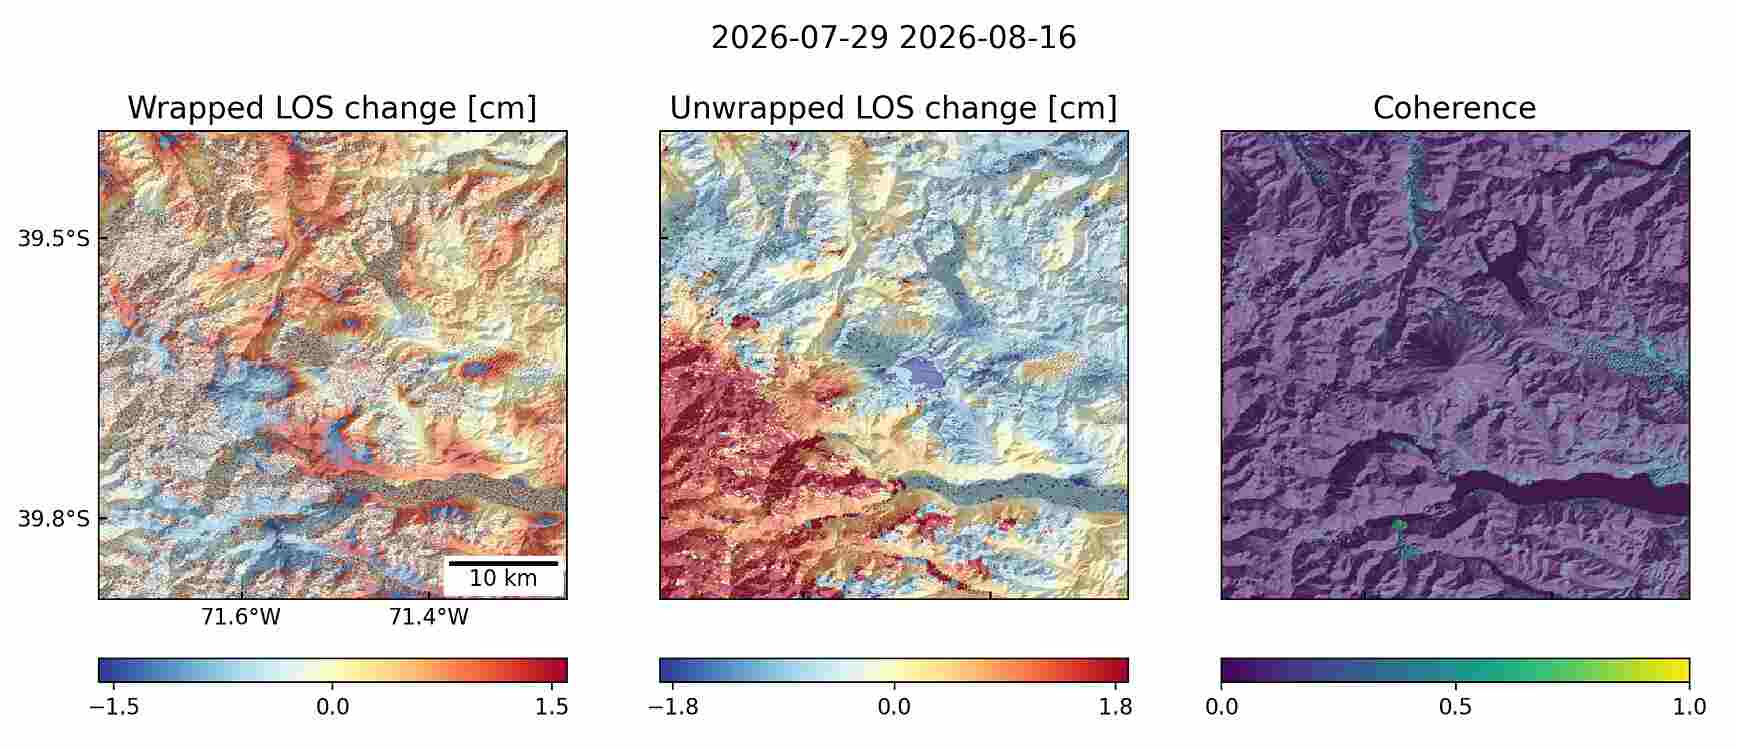 2026-07-29 2026-08-16
Wrapped LOS change [cm]
Unwrapped LOS change [cm]
Coherence
39.5°S
39.8°S
10 km
71.6°W
71.4°W
−1.5
0.0
1.5
−1.8
0.0
1.8
0.0
0.5
1.0